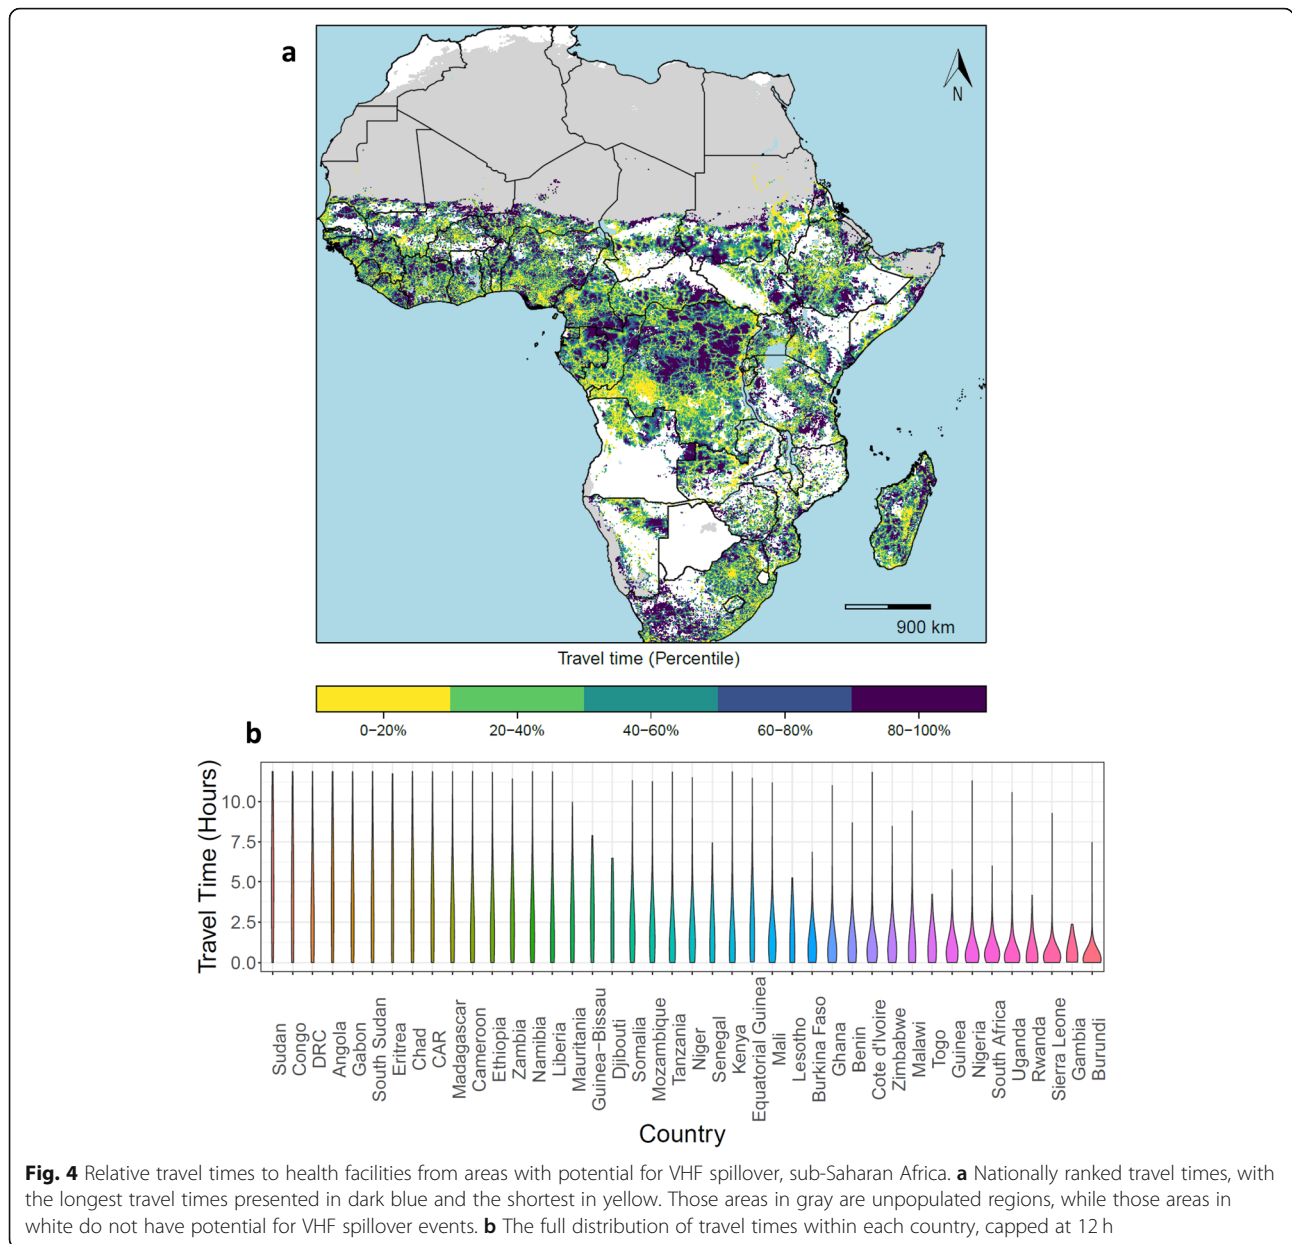 a
N
900 km
Travel time (Percentile)
0−20%
20−40%
40−60%
60−80%
80−100%
b
Travel Time (Hours)
10.0
7.5
5.0
2.5
0.0
Sudan
Congo
DRC
Angola
Gabon
South Sudan
Eritrea
Chad
CAR
Madagascar
Cameroon
Ethiopia
Zambia
Namibia
Liberia
Mauritania
Guinea−Bissau
Djibouti
Somalia
Mozambique
Tanzania
Niger
Senegal
Kenya
Equatorial Guinea
Mali
Lesotho
Burkina Faso
Ghana
Benin
Cote d'Ivoire
Zimbabwe
Malawi
Togo
Guinea
Nigeria
South Africa
Uganda
Rwanda
Sierra Leone
Gambia
Burundi
Country
Fig. 4 Relative travel times to health facilities from areas with potential for VHF spillover, sub-Saharan Africa. a Nationally ranked travel times, with
the longest travel times presented in dark blue and the shortest in yellow. Those areas in gray are unpopulated regions, while those areas in
white do not have potential for VHF spillover events. b The full distribution of travel times within each country, capped at 12 h